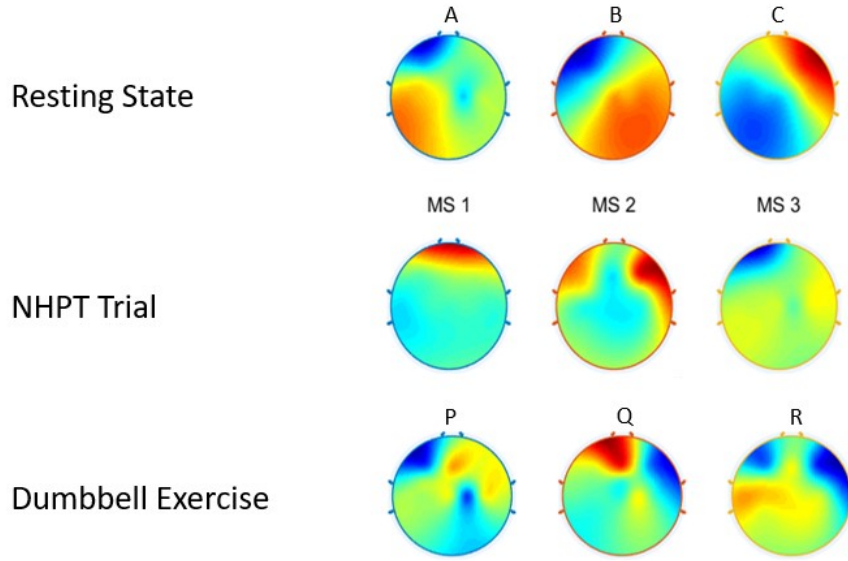 A B C
Resting State
MS 1 MS 2 MS 3
NHPT Trial
P Q R
Dumbbell Exercise